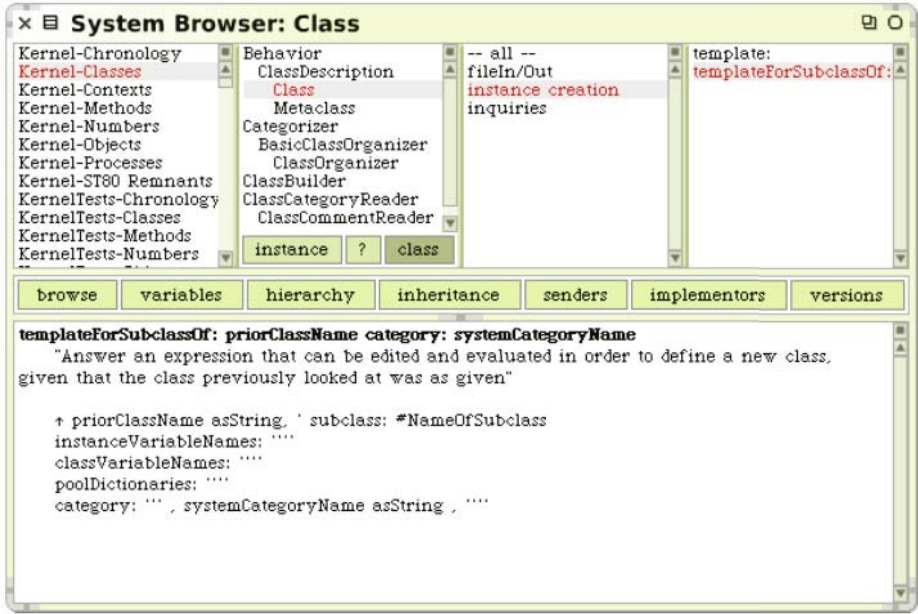 System Browser: Class
Kernel-Chronology
Kernel-Classes
Kernel-Contexts
Kernel-Methods
Kernel-Numbers
Kernel-Objects
Kernel-Processes
Kernel-ST80 Remnants
KernelTests-Chronology
KernelTests-Classes
KernelTests-Methods
KernelTests-Numbers
Behavior
ClassDescription
Class
Metaclass
Categorizer
BasicClassOrganizer
ClassOrganizer
ClassBuilder
ClassCategoryReader
ClassCommentReader
instance ? class
-- all --
fileIn/Out
instance creation
inquiries
template:
templateForSubclassOf:
browse variables hierarchy inheritance senders implementors versions
templateForSubclassOf: priorClassName category: systemCategoryName
"Answer an expression that can be edited and evaluated in order to define a new class,
given that the class previously looked at was as given"
↑ priorClassName asString, ' subclass: #NameOfSubclass
instanceVariableNames: ''''
classVariableNames: ''''
poolDictionaries: ''''
category: ''' , systemCategoryName asString , ''''